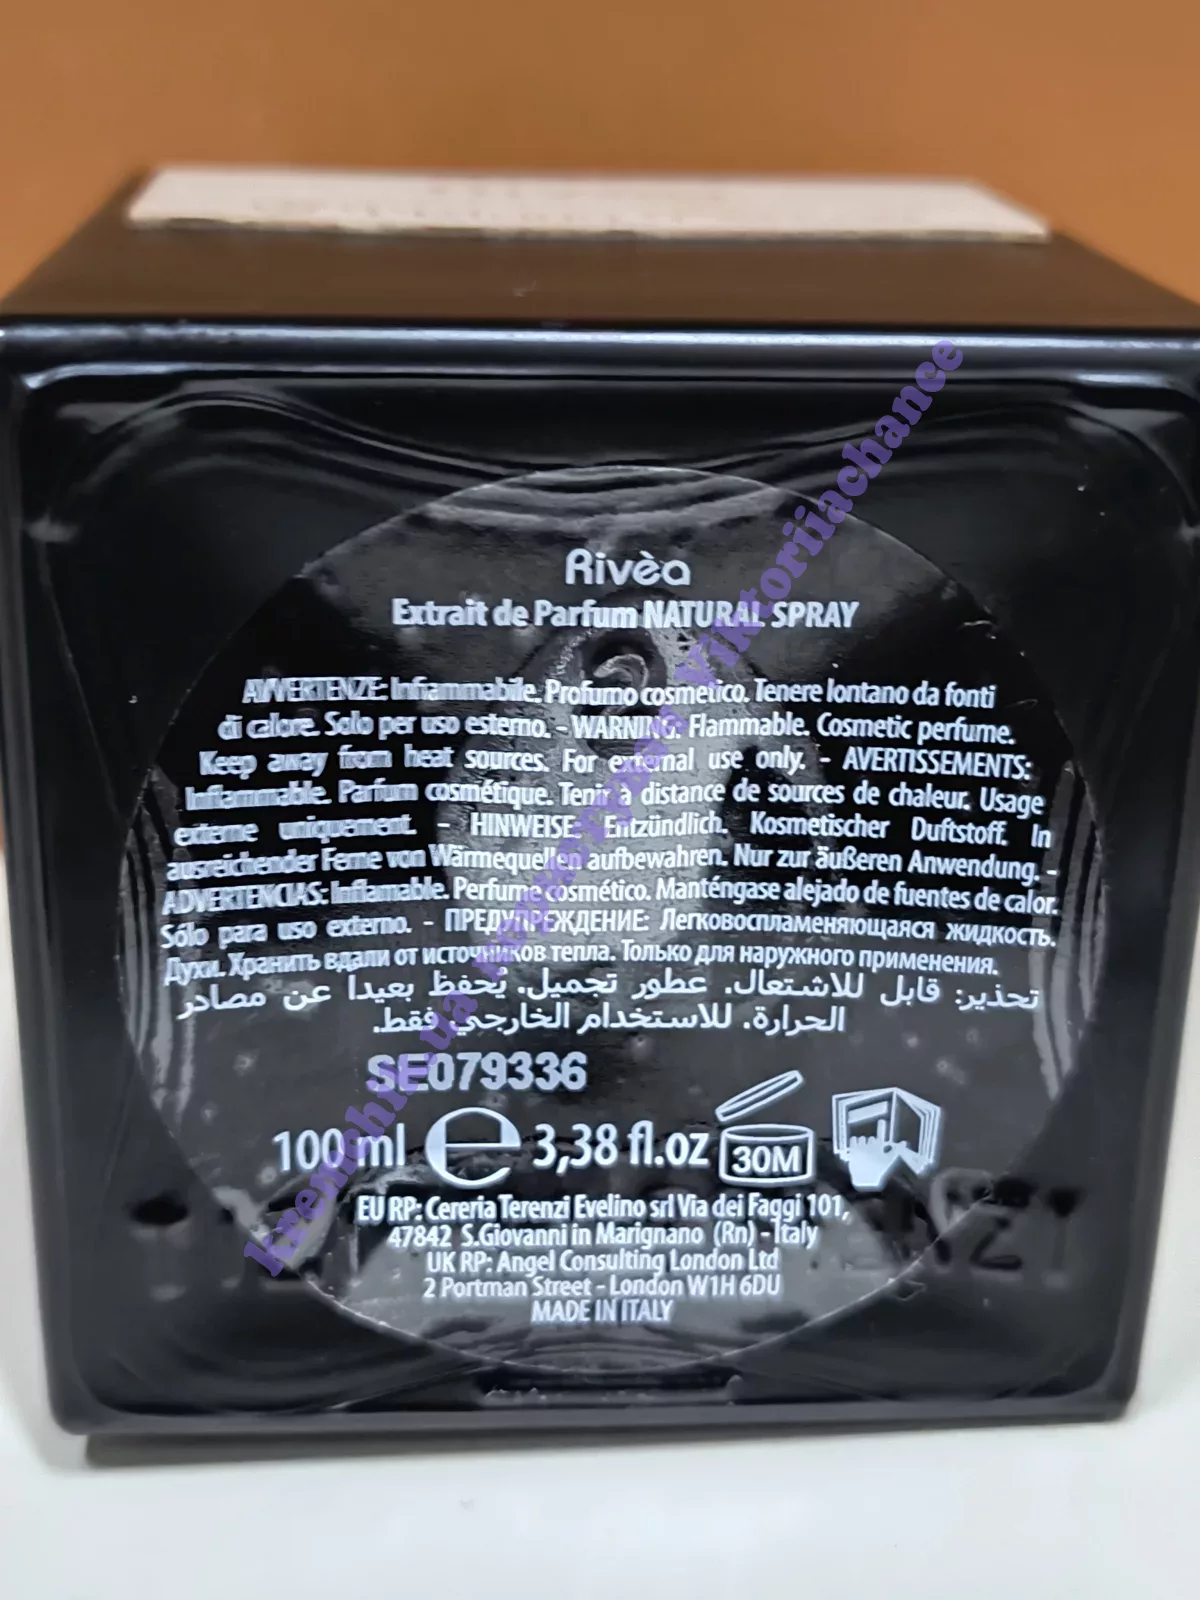 Rivèa
Extrait de Parfum NATURAL SPRAY
AVVERTENZE: Infiammabile. Profumo cosmetico. Tenere lontano da fonti
di calore. Solo per uso esterno. - WARNING: Flammable. Cosmetic perfume.
Keep away from heat sources. For external use only. - AVERTISSEMENTS:
Inflammable. Parfum cosmétique. Tenir à distance de sources de chaleur. Usage
externe uniquement. - HINWEISE: Entzündlich. Kosmetischer Duftstoff. In
ausreichender Ferne von Wärmequellen aufbewahren. Nur zur äußeren Anwendung. -
ADVERTENCIAS: Inflamable. Perfume cosmético. Manténgase alejado de fuentes de calor.
Sólo para uso externo. - ПРЕДУПРЕЖДЕНИЕ: Легковоспламеняющаяся жидкость.
Духи. Хранить вдали от источников тепла. Только для наружного применения.
تحذير: قابل للاشتعال. عطور تجميل. يُحفظ بعيدا عن مصادر
الحرارة. للاستخدام الخارجي فقط.
SE079336
100 ml e 3,38 fl.oz 30M
EU RP: Cereria Terenzi Evelino srl Via dei Faggi 101,
47842 S.Giovanni in Marignano (Rn) - Italy
UK RP: Angel Consulting London Ltd
2 Portman Street - London W1H 6DU
MADE IN ITALY
Viktoriiachance